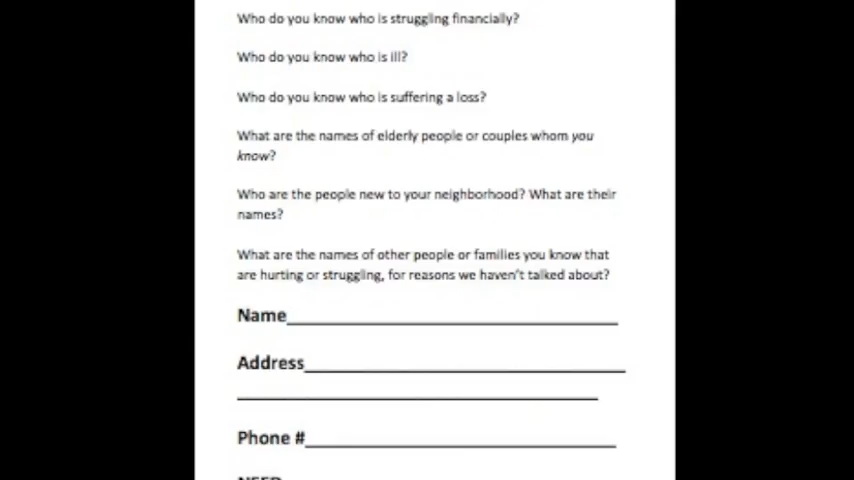 Who do you know who is struggling financially?
Who do you know who is ill?
Who do you know who is suffering a loss?
What are the names of elderly people or couples whom you
know?
Who are the people new to your neighborhood? What are their
names?
What are the names of other people or families you know that
are hurting or struggling, for reasons we haven't talked about?
Name
Address
Phone #
NEED